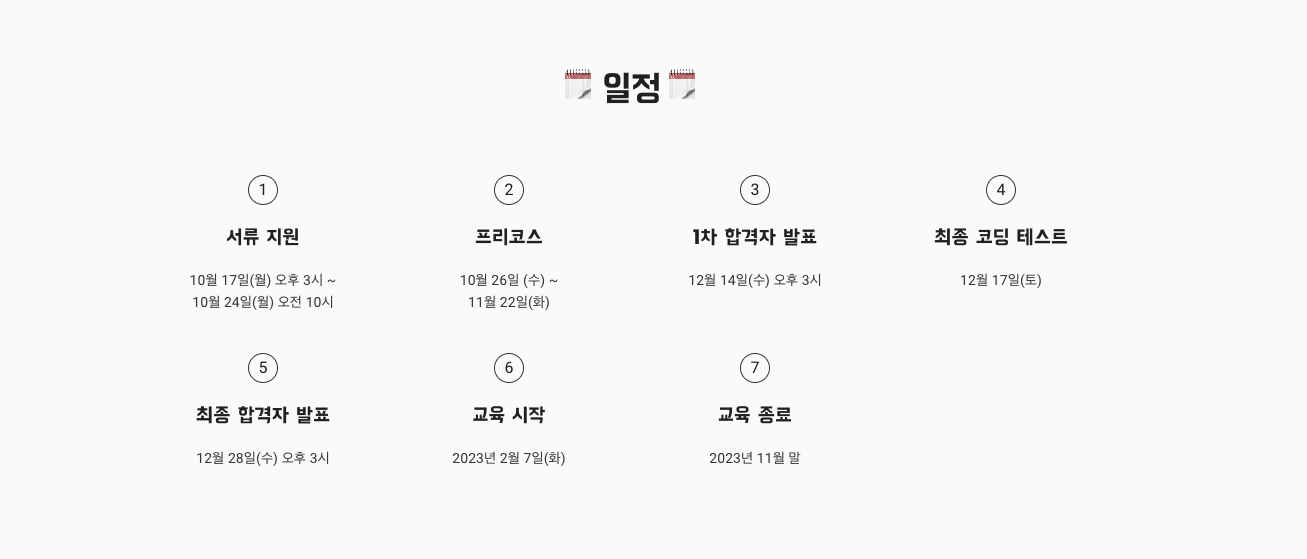 일정
1
서류 지원
10월 17일(월) 오후 3시 ~
10월 24일(월) 오전 10시
2
프리코스
10월 26일 (수) ~
11월 22일(화)
3
1차 합격자 발표
12월 14일(수) 오후 3시
4
최종 코딩 테스트
12월 17일(토)
5
최종 합격자 발표
12월 28일(수) 오후 3시
6
교육 시작
2023년 2월 7일(화)
7
교육 종료
2023년 11월 말